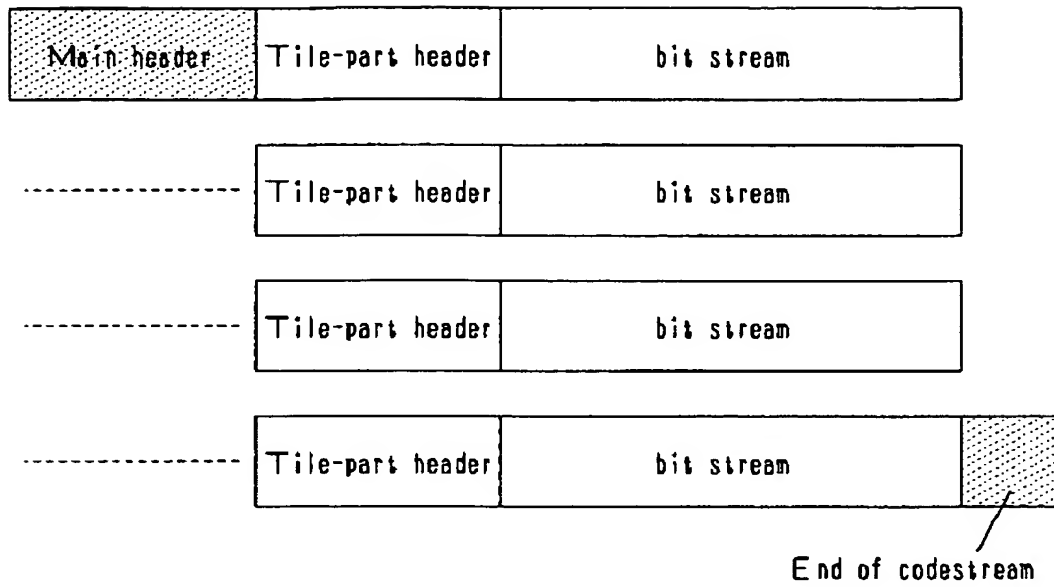 Main header Tile-part header bit stream
Tile-part header bit stream
Tile-part header bit stream
Tile-part header bit stream
End of codestream